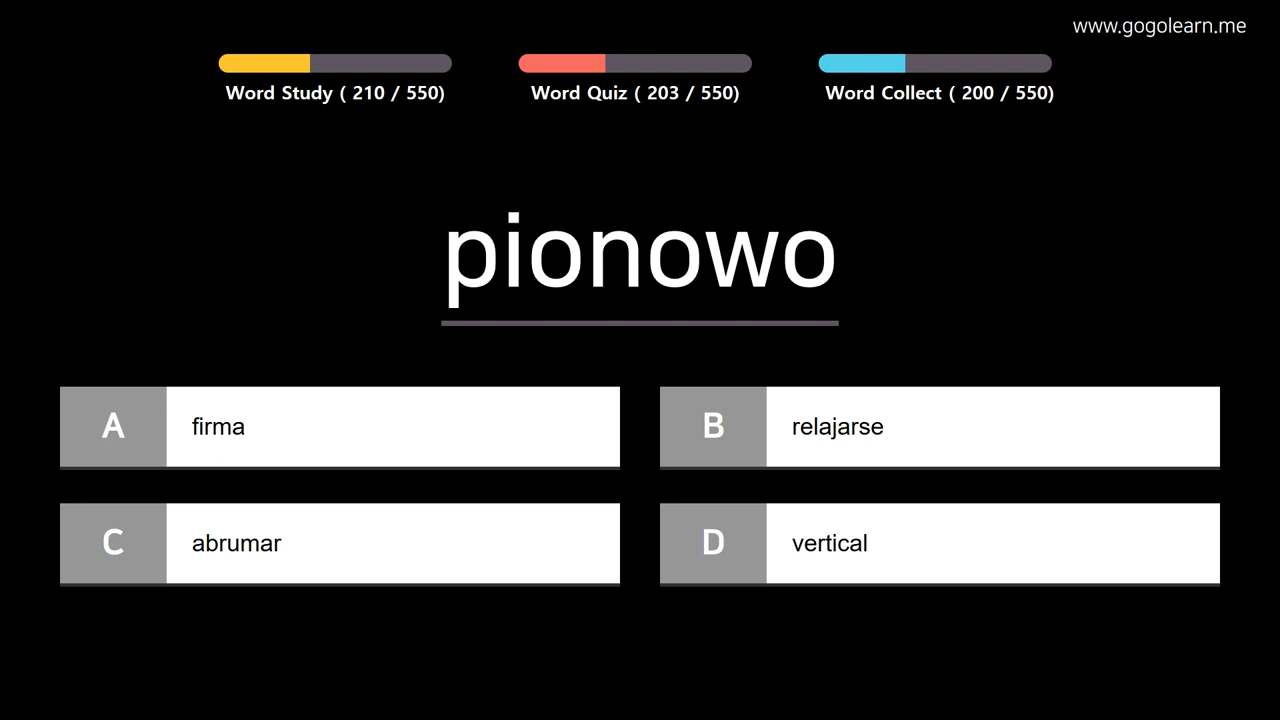 www.gogolearn.me
Word Study ( 210 / 550)
Word Quiz ( 203 / 550)
Word Collect ( 200 / 550)
pionowo
A firma
B relajarse
C abrumar
D vertical